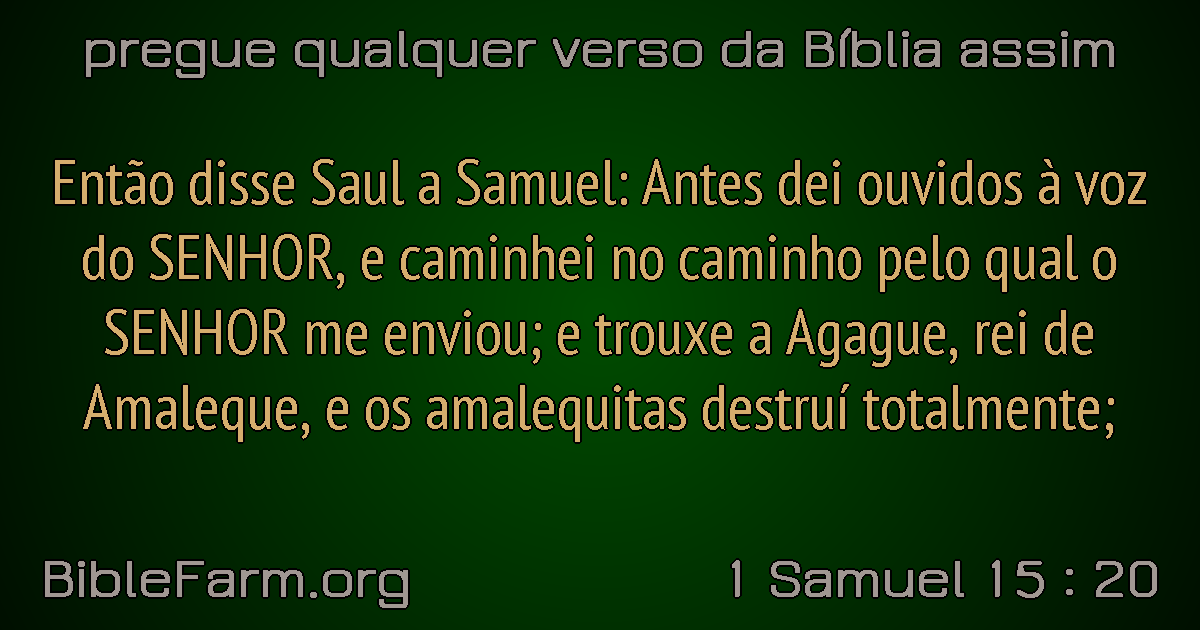 pregue qualquer verso da Bíblia assim
Então disse Saul a Samuel: Antes dei ouvidos à voz
do SENHOR, e caminhei no caminho pelo qual o
SENHOR me enviou; e trouxe a Agague, rei de
Amaleque, e os amalequitas destruí totalmente;
BibleFarm.org
1 Samuel 15 : 20